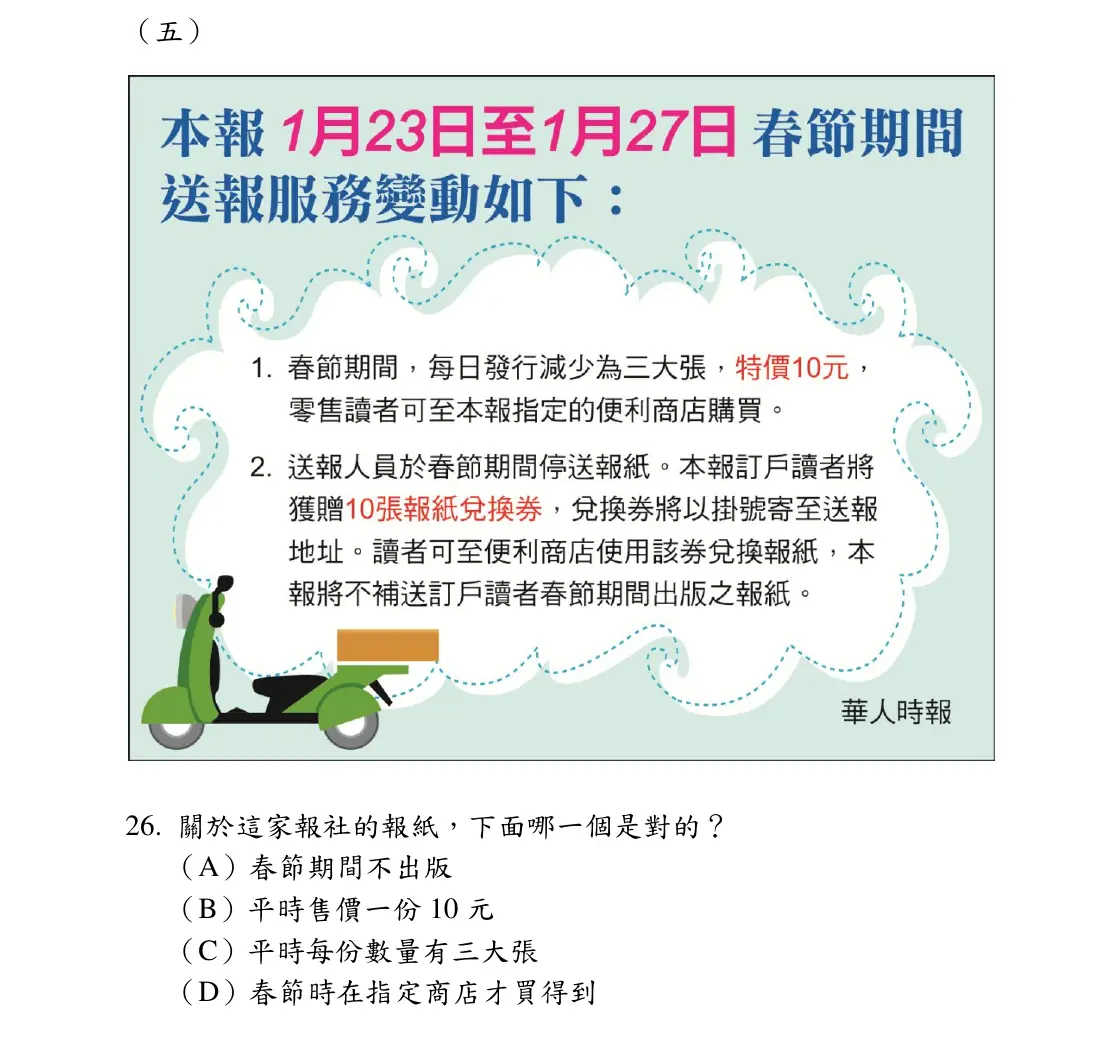 （五）
本報 1月23日至1月27日 春節期間
送報服務變動如下：
1. 春節期間，每日發行減少為三大張，特價10元，
零售讀者可至本報指定的便利商店購買。
2. 送報人員於春節期間停送報紙。本報訂戶讀者將
獲贈10張報紙兌換券，兌換券將以掛號寄至送報
地址。讀者可至便利商店使用該券兌換報紙，本
報將不補送訂戶讀者春節期間出版之報紙。
華人時報
26. 關於這家報社的報紙，下面哪一個是對的？
（A）春節期間不出版
（B）平時售價一份 10 元
（C）平時每份數量有三大張
（D）春節時在指定商店才買得到